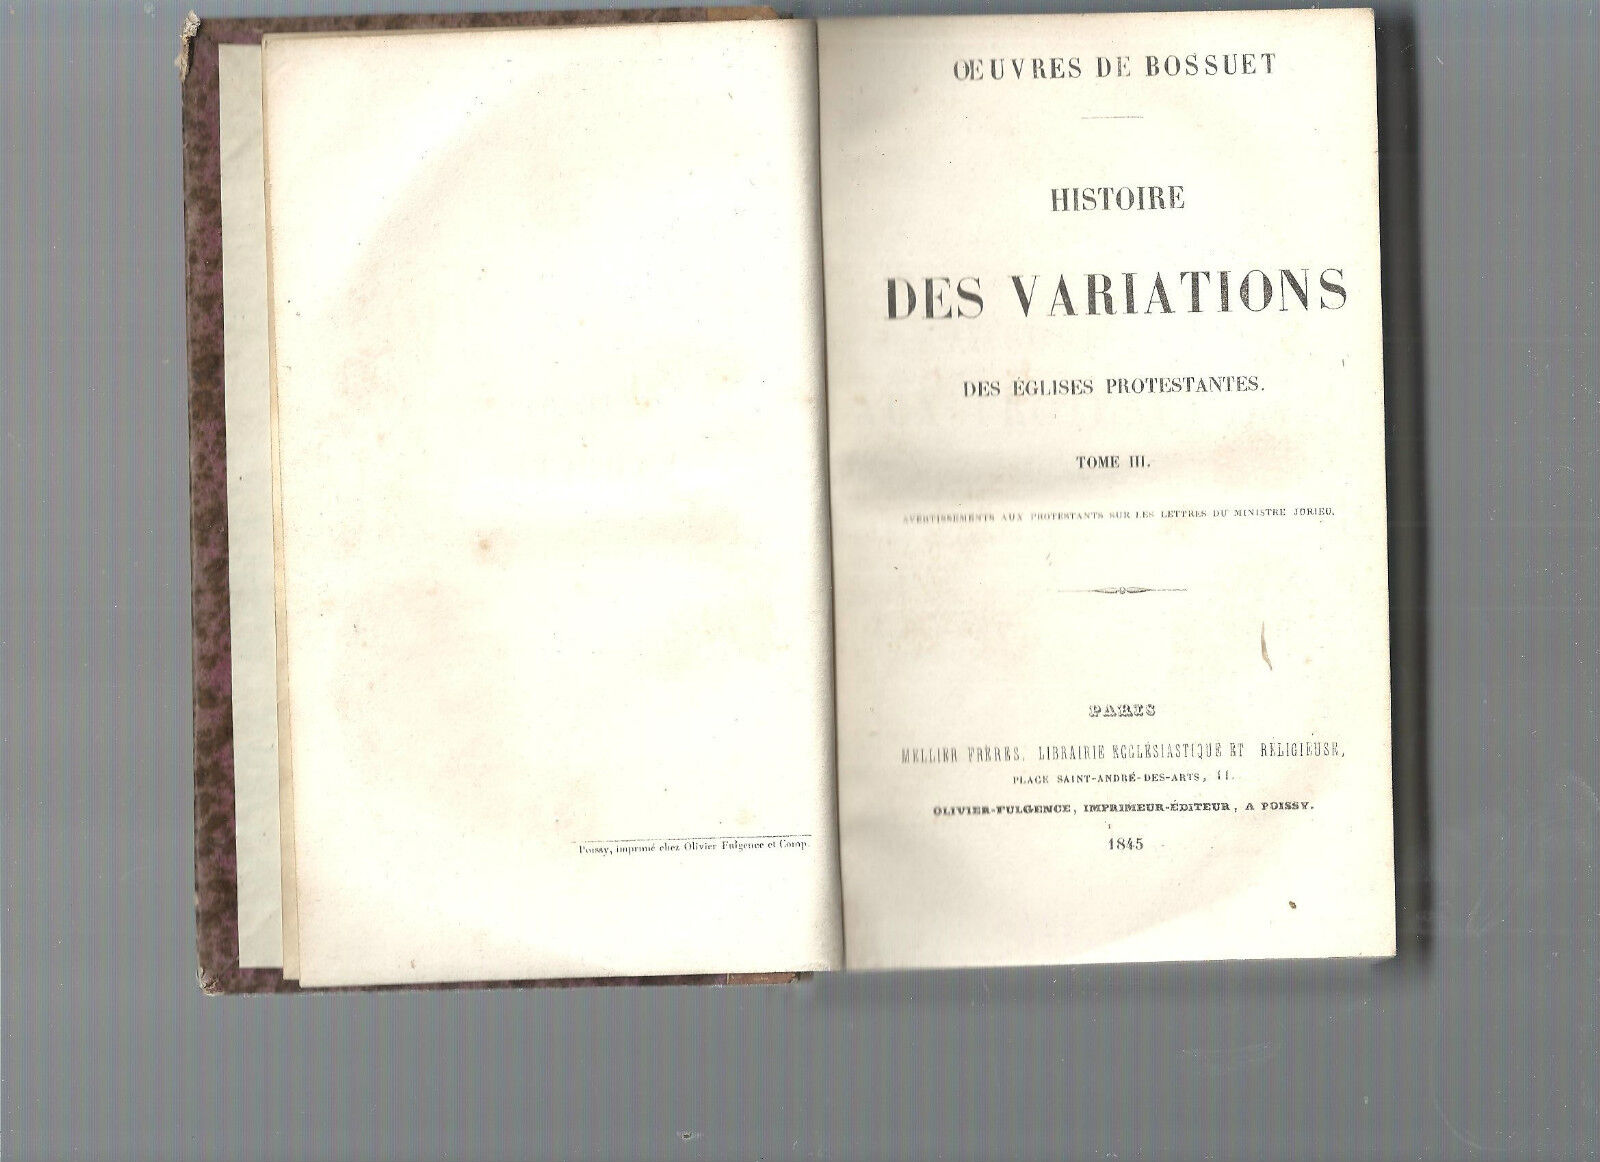 Poissy, imprimé chez Olivier Fulgence et Comp.
ŒUVRES DE BOSSUET
HISTOIRE
DES VARIATIONS
DES ÉGLISES PROTESTANTES.
TOME III.
AVERTISSEMENTS AUX PROTESTANTS SUR LES LETTRES DU MINISTRE JURIEU.
PARIS
MELLIER FRÈRES, LIBRAIRIE ECCLÉSIASTIQUE ET RELIGIEUSE,
PLACE SAINT-ANDRÉ-DES-ARTS, 11.
OLIVIER-FULGENCE, IMPRIMEUR-ÉDITEUR, A POISSY.
1845